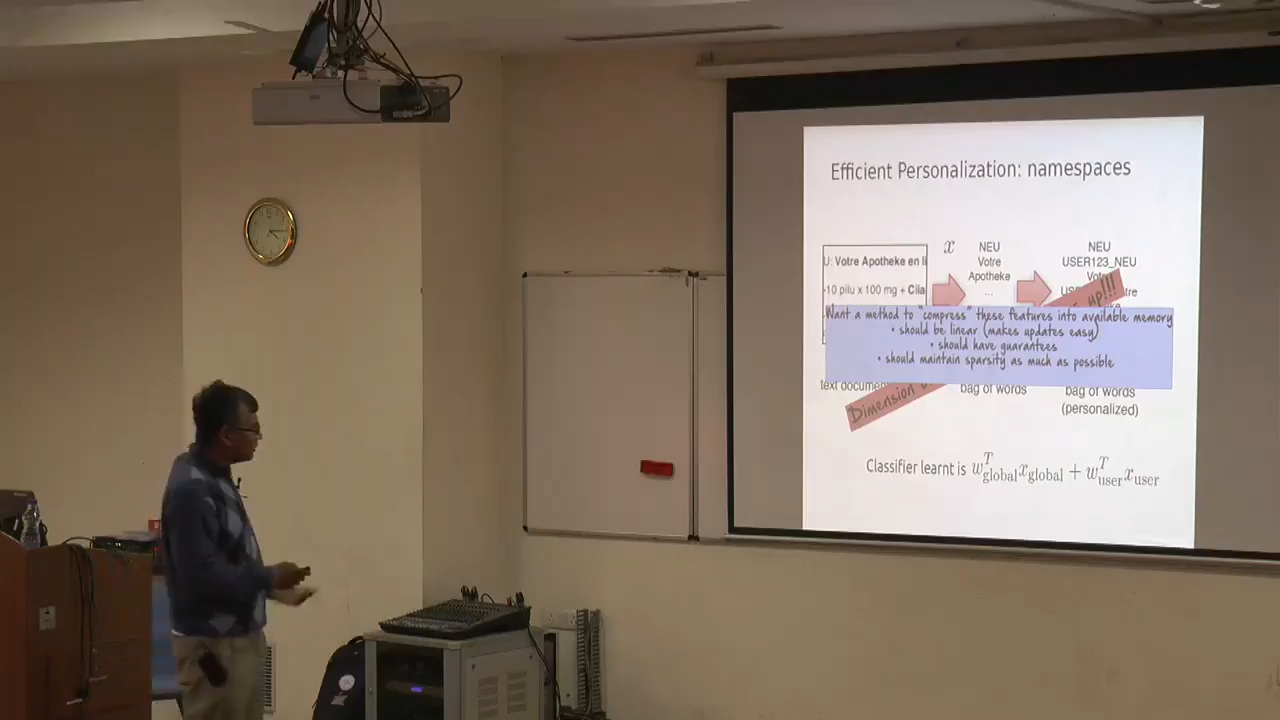 Efficient Personalization: namespaces
x
NEU
Votre
Apotheke
...
NEU
USER123_NEU
U: Votre Apotheke en li
-10 pilu x 100 mg + Cila
up!!!
Want a method to "compress" these features into available memory
• should be linear (makes updates easy)
• should have guarantees
• should maintain sparsity as much as possible
Dimension
bag of words
bag of words
(personalized)
Classifier learnt is w^T_global x_global + w^T_user x_user